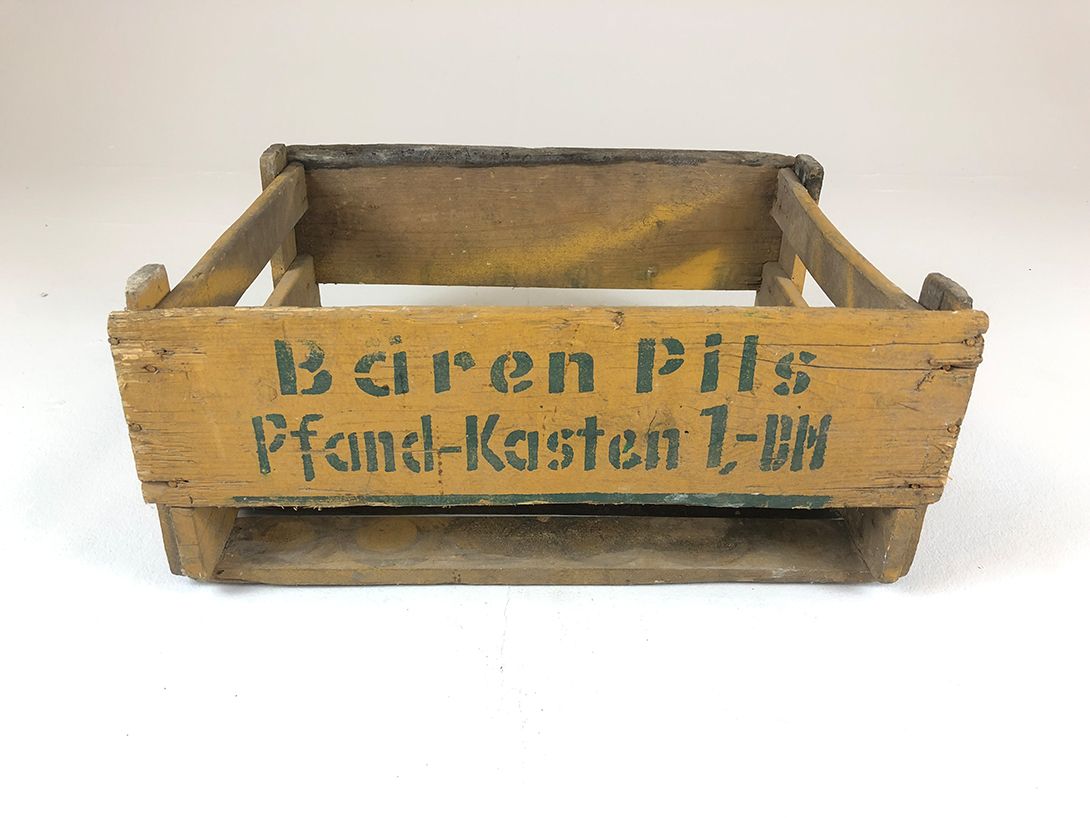 Bären Pils
Pfand-Kasten 1,-DM